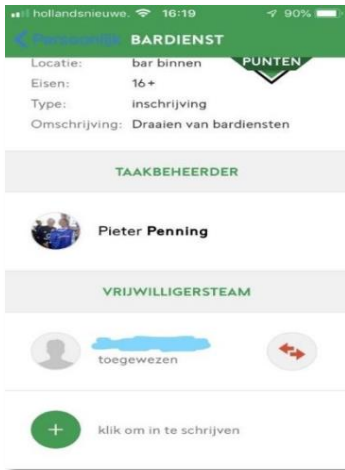 hollandsnieuwe. 16:19 90%
Persoonlijk BARDIENST
Locatie: bar binnen
PUNTEN
Eisen: 16+
Type: inschrijving
Omschrijving: Draaien van bardiensten
TAAKBEHEERDER
Pieter Penning
VRIJWILLIGERSTEAM
toegewezen
klik om in te schrijven